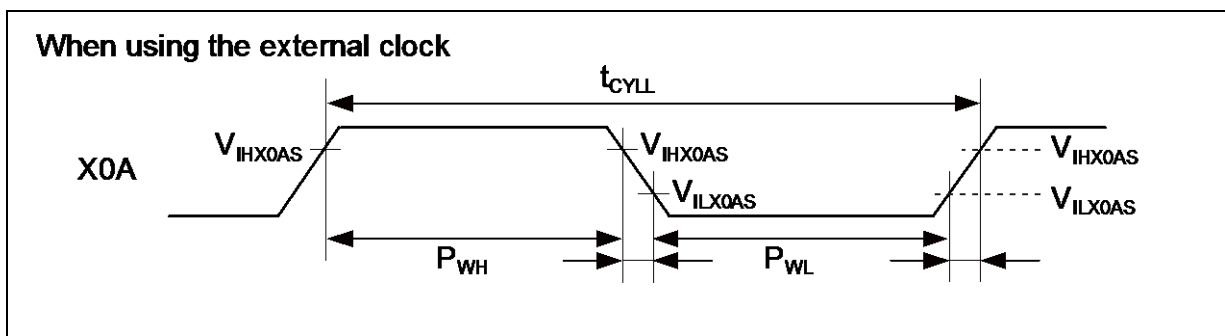 When using the external clock
tCYLL
VIHX0AS
VIHX0AS
VIHX0AS
X0A
VILX0AS
VILX0AS
PWH
PWL